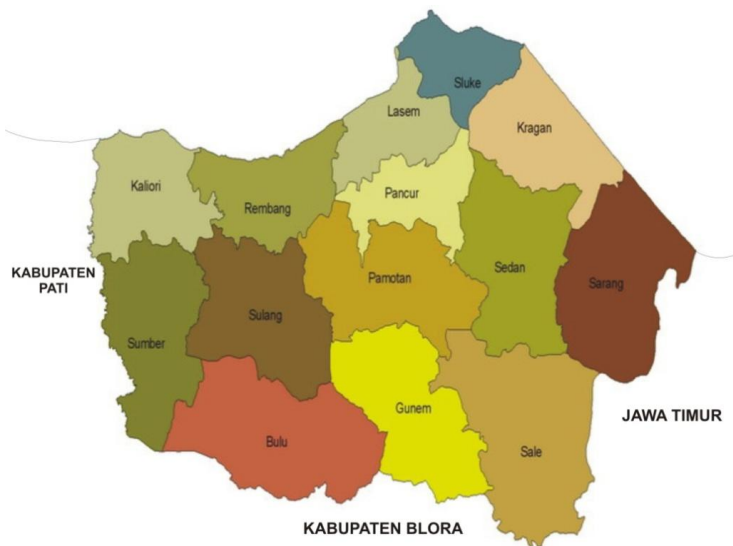 Sluke
Lasem
Kragan
Kaliori
Pancur
Rembang
KABUPATEN
PATI
Sedan
Pamotan
Sarang
Sulang
Sumber
Gunem
JAWA TIMUR
Bulu
Sale
KABUPATEN BLORA